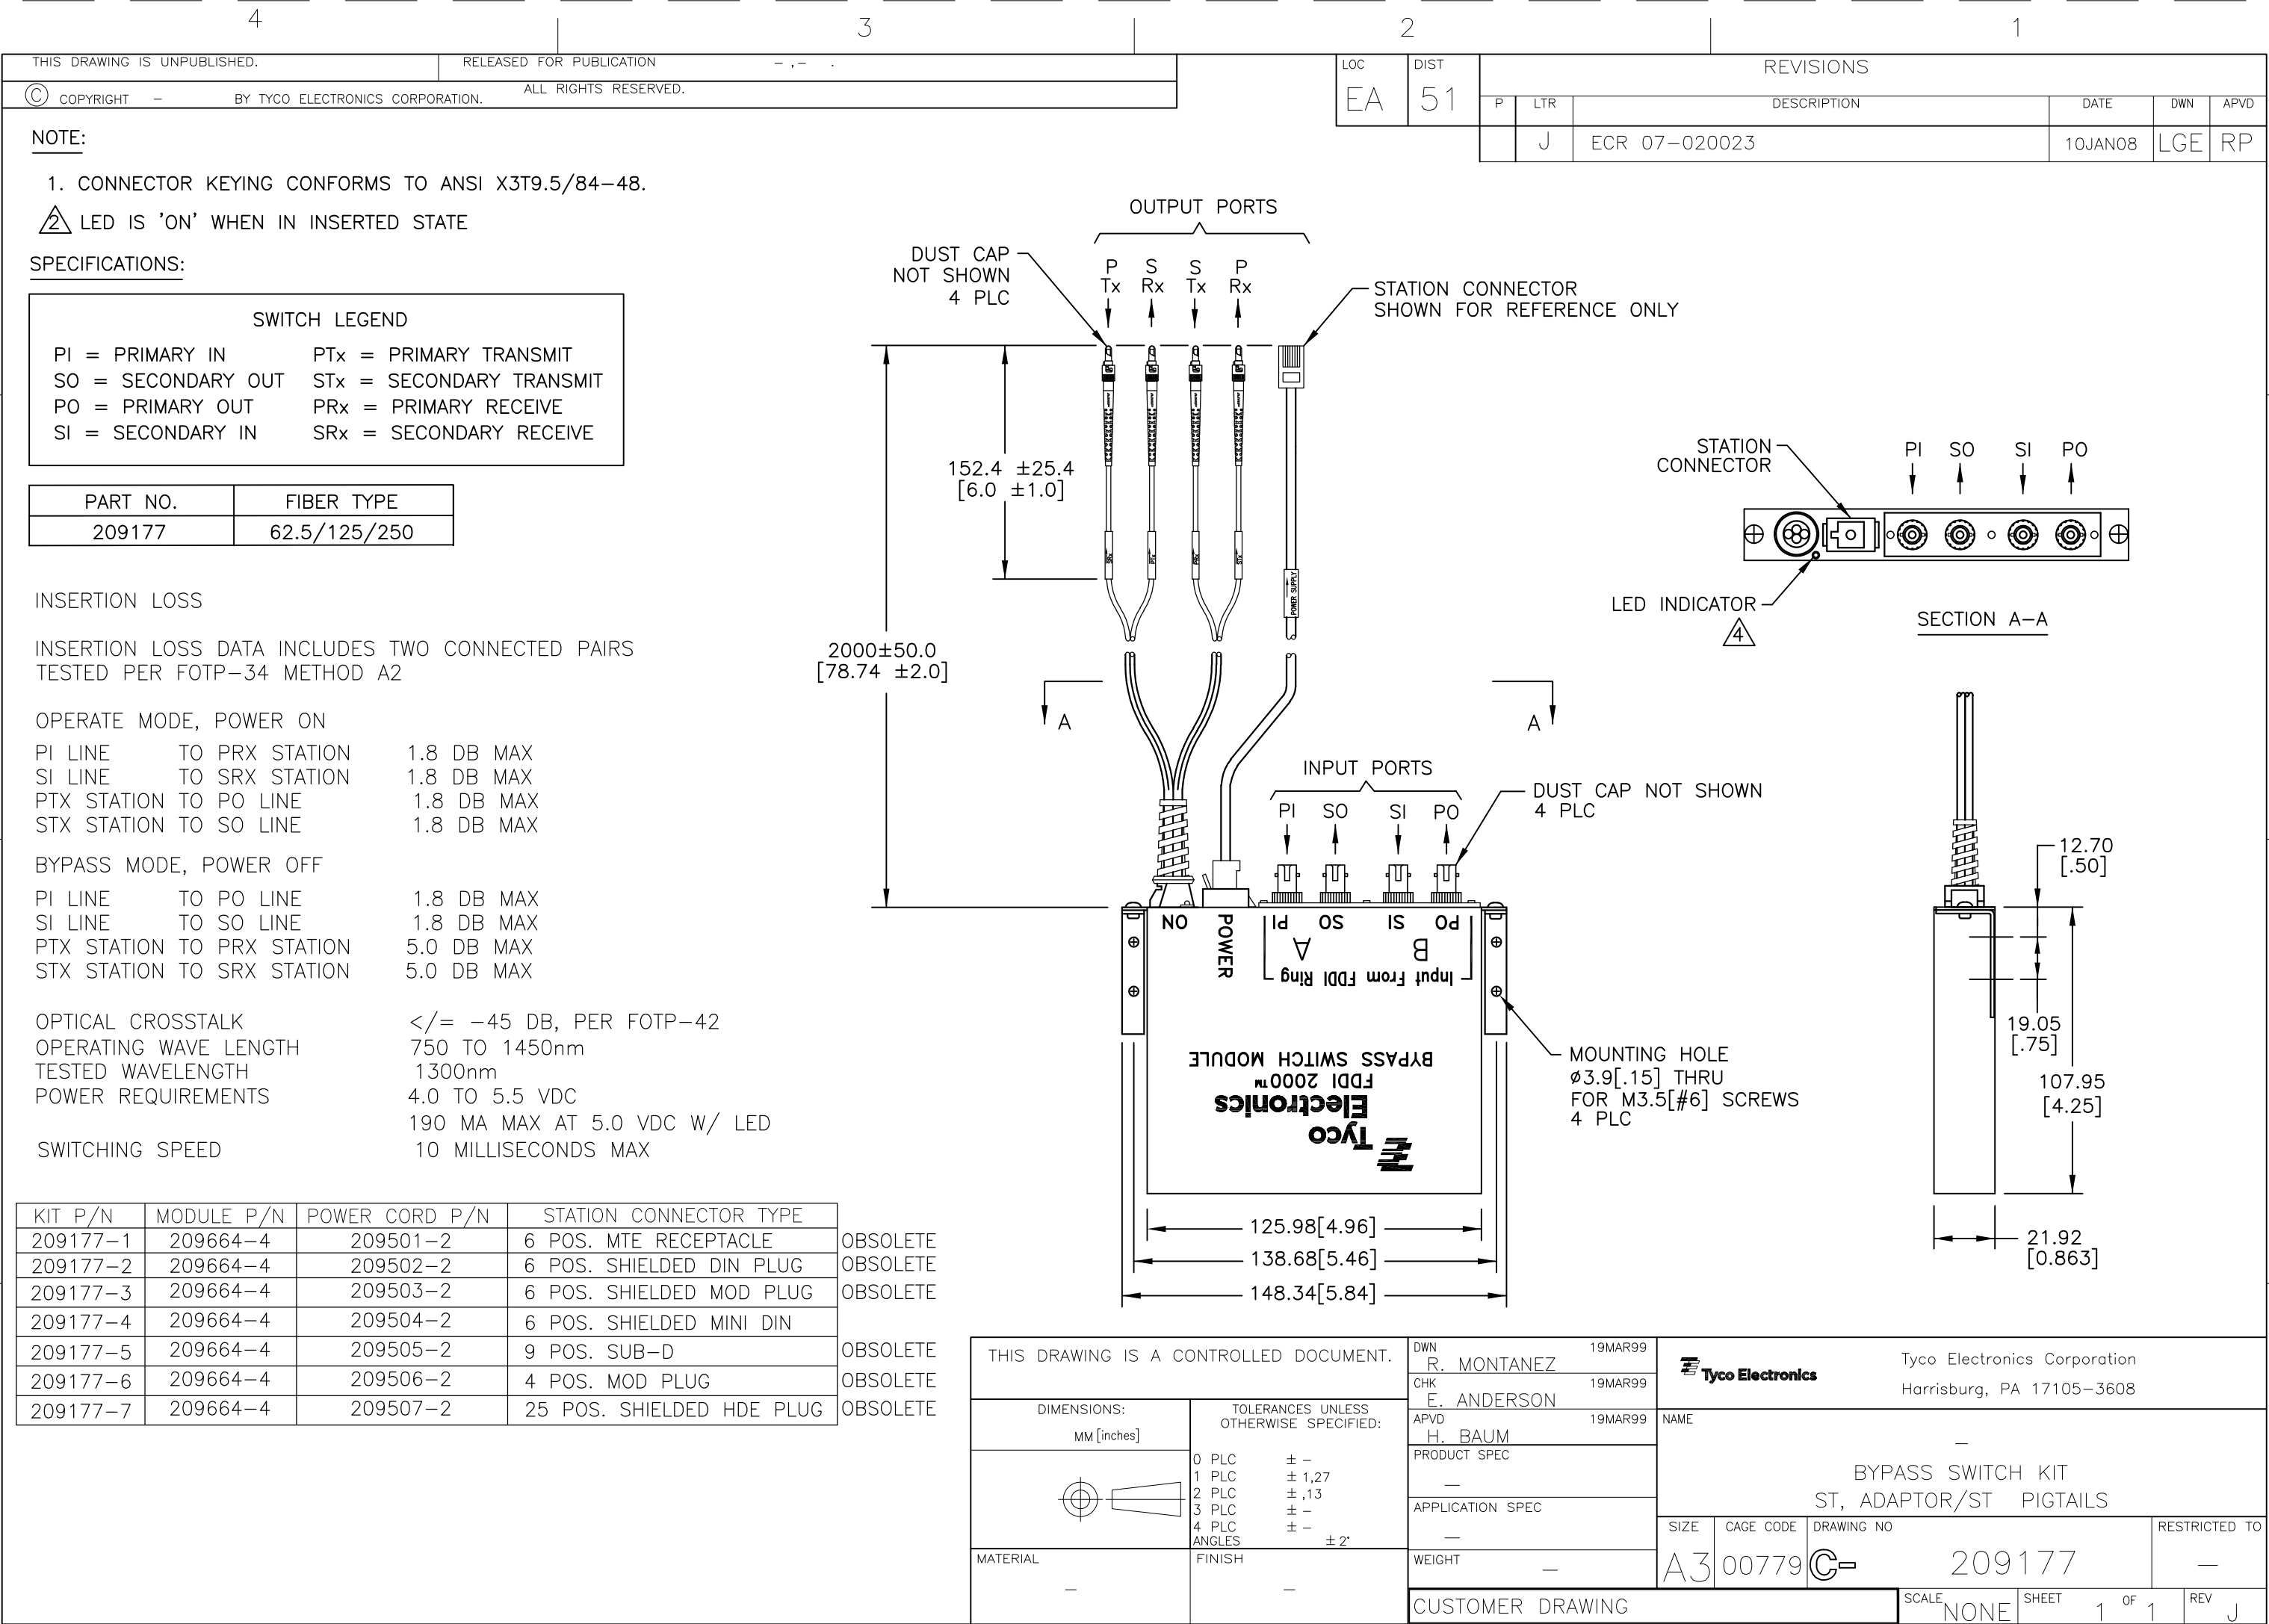 4 3 2 1
THIS DRAWING IS UNPUBLISHED. RELEASED FOR PUBLICATION - ,- .
© COPYRIGHT - BY TYCO ELECTRONICS CORPORATION. ALL RIGHTS RESERVED.
LOC DIST REVISIONS
EA 51
P LTR DESCRIPTION DATE DWN APVD
J ECR 07-020023 10JAN08 LGE RP
NOTE:
1. CONNECTOR KEYING CONFORMS TO ANSI X3T9.5/84-48.
2 LED IS 'ON' WHEN IN INSERTED STATE
SPECIFICATIONS:
SWITCH LEGEND
PI = PRIMARY IN PTx = PRIMARY TRANSMIT
SO = SECONDARY OUT STx = SECONDARY TRANSMIT
PO = PRIMARY OUT PRx = PRIMARY RECEIVE
SI = SECONDARY IN SRx = SECONDARY RECEIVE
PART NO. FIBER TYPE
209177 62.5/125/250
INSERTION LOSS
INSERTION LOSS DATA INCLUDES TWO CONNECTED PAIRS
TESTED PER FOTP-34 METHOD A2
OPERATE MODE, POWER ON
PI LINE TO PRX STATION 1.8 DB MAX
SI LINE TO SRX STATION 1.8 DB MAX
PTX STATION TO PO LINE 1.8 DB MAX
STX STATION TO SO LINE 1.8 DB MAX
BYPASS MODE, POWER OFF
PI LINE TO PO LINE 1.8 DB MAX
SI LINE TO SO LINE 1.8 DB MAX
PTX STATION TO PRX STATION 5.0 DB MAX
STX STATION TO SRX STATION 5.0 DB MAX
OPTICAL CROSSTALK </= -45 DB, PER FOTP-42
OPERATING WAVE LENGTH 750 TO 1450nm
TESTED WAVELENGTH 1300nm
POWER REQUIREMENTS 4.0 TO 5.5 VDC
190 MA MAX AT 5.0 VDC W/ LED
SWITCHING SPEED 10 MILLISECONDS MAX
KIT P/N MODULE P/N POWER CORD P/N STATION CONNECTOR TYPE
209177-1 209664-4 209501-2 6 POS. MTE RECEPTACLE OBSOLETE
209177-2 209664-4 209502-2 6 POS. SHIELDED DIN PLUG OBSOLETE
209177-3 209664-4 209503-2 6 POS. SHIELDED MOD PLUG OBSOLETE
209177-4 209664-4 209504-2 6 POS. SHIELDED MINI DIN
209177-5 209664-4 209505-2 9 POS. SUB-D OBSOLETE
209177-6 209664-4 209506-2 4 POS. MOD PLUG OBSOLETE
209177-7 209664-4 209507-2 25 POS. SHIELDED HDE PLUG OBSOLETE
OUTPUT PORTS
DUST CAP
NOT SHOWN
4 PLC
P S S P
Tx Rx Tx Rx
STATION CONNECTOR
SHOWN FOR REFERENCE ONLY
152.4 ±25.4
[6.0 ±1.0]
SRx PTx PRx STx
POWER SUPPLY
2000±50.0
[78.74 ±2.0]
A A
INPUT PORTS
PI SO SI PO
DUST CAP NOT SHOWN
4 PLC
ON POWER PI SO SI PO
A B
Input From FDDI Ring
BYPASS SWITCH MODULE
FDDI 2000™
Electronics
Tyco
MOUNTING HOLE
ø3.9[.15] THRU
FOR M3.5[#6] SCREWS
4 PLC
125.98[4.96]
138.68[5.46]
148.34[5.84]
STATION
CONNECTOR
PI SO SI PO
LED INDICATOR
4
SECTION A-A
12.70
[.50]
19.05
[.75]
107.95
[4.25]
21.92
[0.863]
THIS DRAWING IS A CONTROLLED DOCUMENT.
DIMENSIONS:
MM [inches]
TOLERANCES UNLESS
OTHERWISE SPECIFIED:
0 PLC ± -
1 PLC ± 1,27
2 PLC ± ,13
3 PLC ± -
4 PLC ± -
ANGLES ± 2°
MATERIAL
-
FINISH
-
DWN 19MAR99
R. MONTANEZ
CHK 19MAR99
E. ANDERSON
APVD 19MAR99
H. BAUM
PRODUCT SPEC
-
APPLICATION SPEC
-
WEIGHT -
CUSTOMER DRAWING
Tyco Electronics
Tyco Electronics Corporation
Harrisburg, PA 17105-3608
NAME
-
BYPASS SWITCH KIT
ST, ADAPTOR/ST PIGTAILS
SIZE CAGE CODE DRAWING NO RESTRICTED TO
A3 00779 C- 209177 -
SCALE NONE SHEET 1 OF 1 REV J